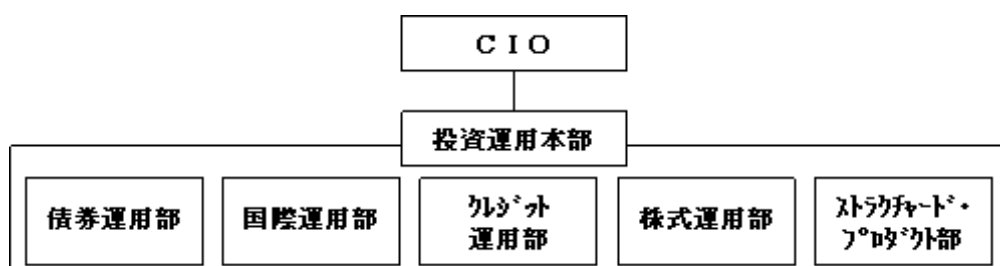 ＣＩＯ
投資運用本部
債券運用部
国際運用部
ｸﾚｼﾞｯﾄ
運用部
株式運用部
ｽﾄﾗｸﾁｬｰﾄﾞ・
ﾌﾟﾛﾀﾞｸﾄ部